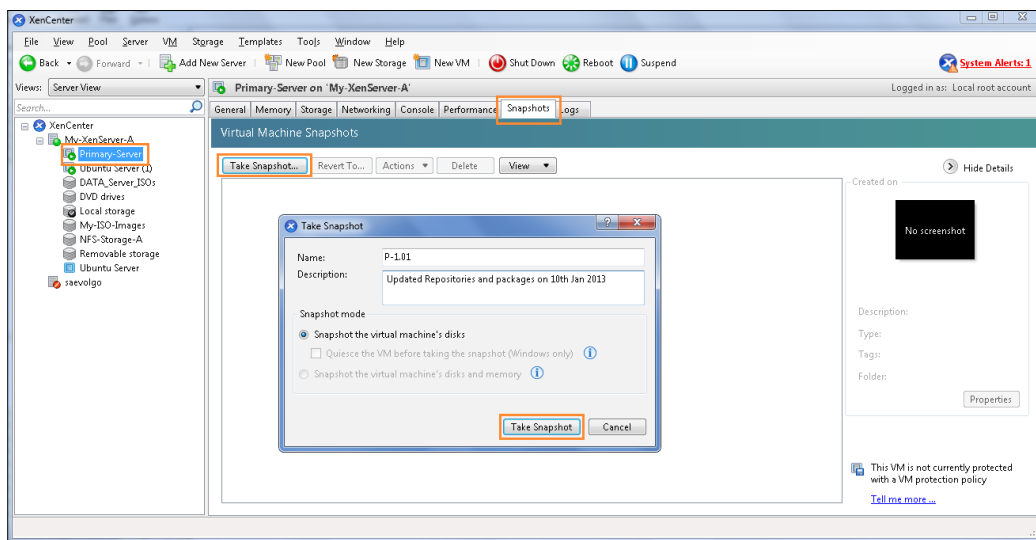 XenCenter
File View Pool Server VM Storage Templates Tools Window Help
Back Forward Add New Server New Pool New Storage New VM Shut Down Reboot Suspend System Alerts: 1
Views: Server View Primary-Server on 'My-XenServer-A' Logged in as: Local root account
Search... General Memory Storage Networking Console Performance Snapshots Logs
XenCenter
My-XenServer-A
Primary-Server
Ubuntu Server (1)
DATA_Server_ISOs
DVD drives
Local storage
My-ISO-Images
NFS-Storage-A
Removable storage
Ubuntu Server
saevolgo
Virtual Machine Snapshots
Take Snapshot... Revert To... Actions Delete View Hide Details
Take Snapshot
Name: P-1.01
Description: Updated Repositories and packages on 10th Jan 2013
Snapshot mode
Snapshot the virtual machine's disks
Quiesce the VM before taking the snapshot (Windows only)
Snapshot the virtual machine's disks and memory
Take Snapshot Cancel
Created on
No screenshot
Description:
Type:
Tags:
Folder:
Properties
This VM is not currently protected
with a VM protection policy
Tell me more ...